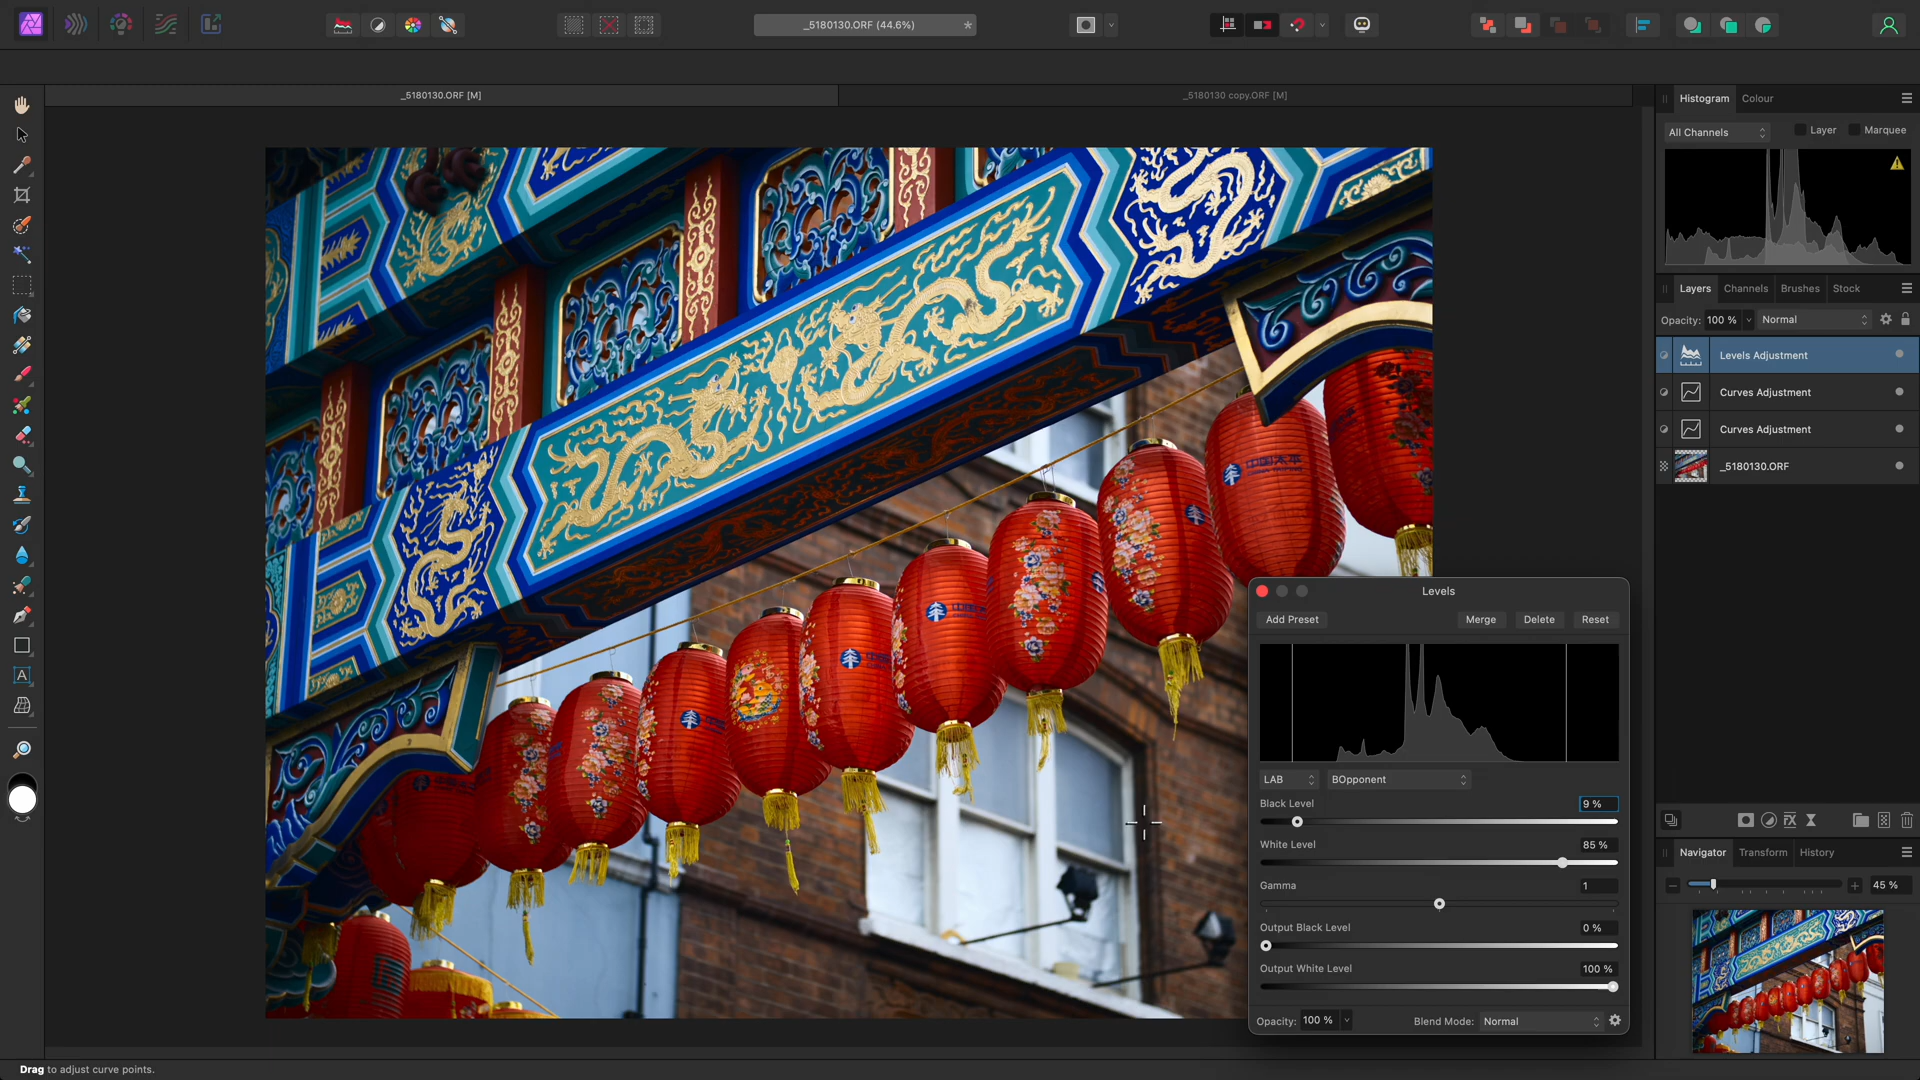 _5180130.ORF (44.6%)
*
_5180130.ORF [M]
_5180130 copy.ORF [M]
Histogram
Colour
All Channels
Layer
Marquee
Layers
Channels
Brushes
Stock
Opacity:
100 %
Normal
Levels Adjustment
Curves Adjustment
Curves Adjustment
_5180130.ORF
Levels
Add Preset
Merge
Delete
Reset
LAB
BOpponent
Black Level
9 %
White Level
85 %
Gamma
1
Output Black Level
0 %
Output White Level
100 %
Opacity:
100 %
Blend Mode:
Normal
Navigator
Transform
History
45 %
Drag to adjust curve points.